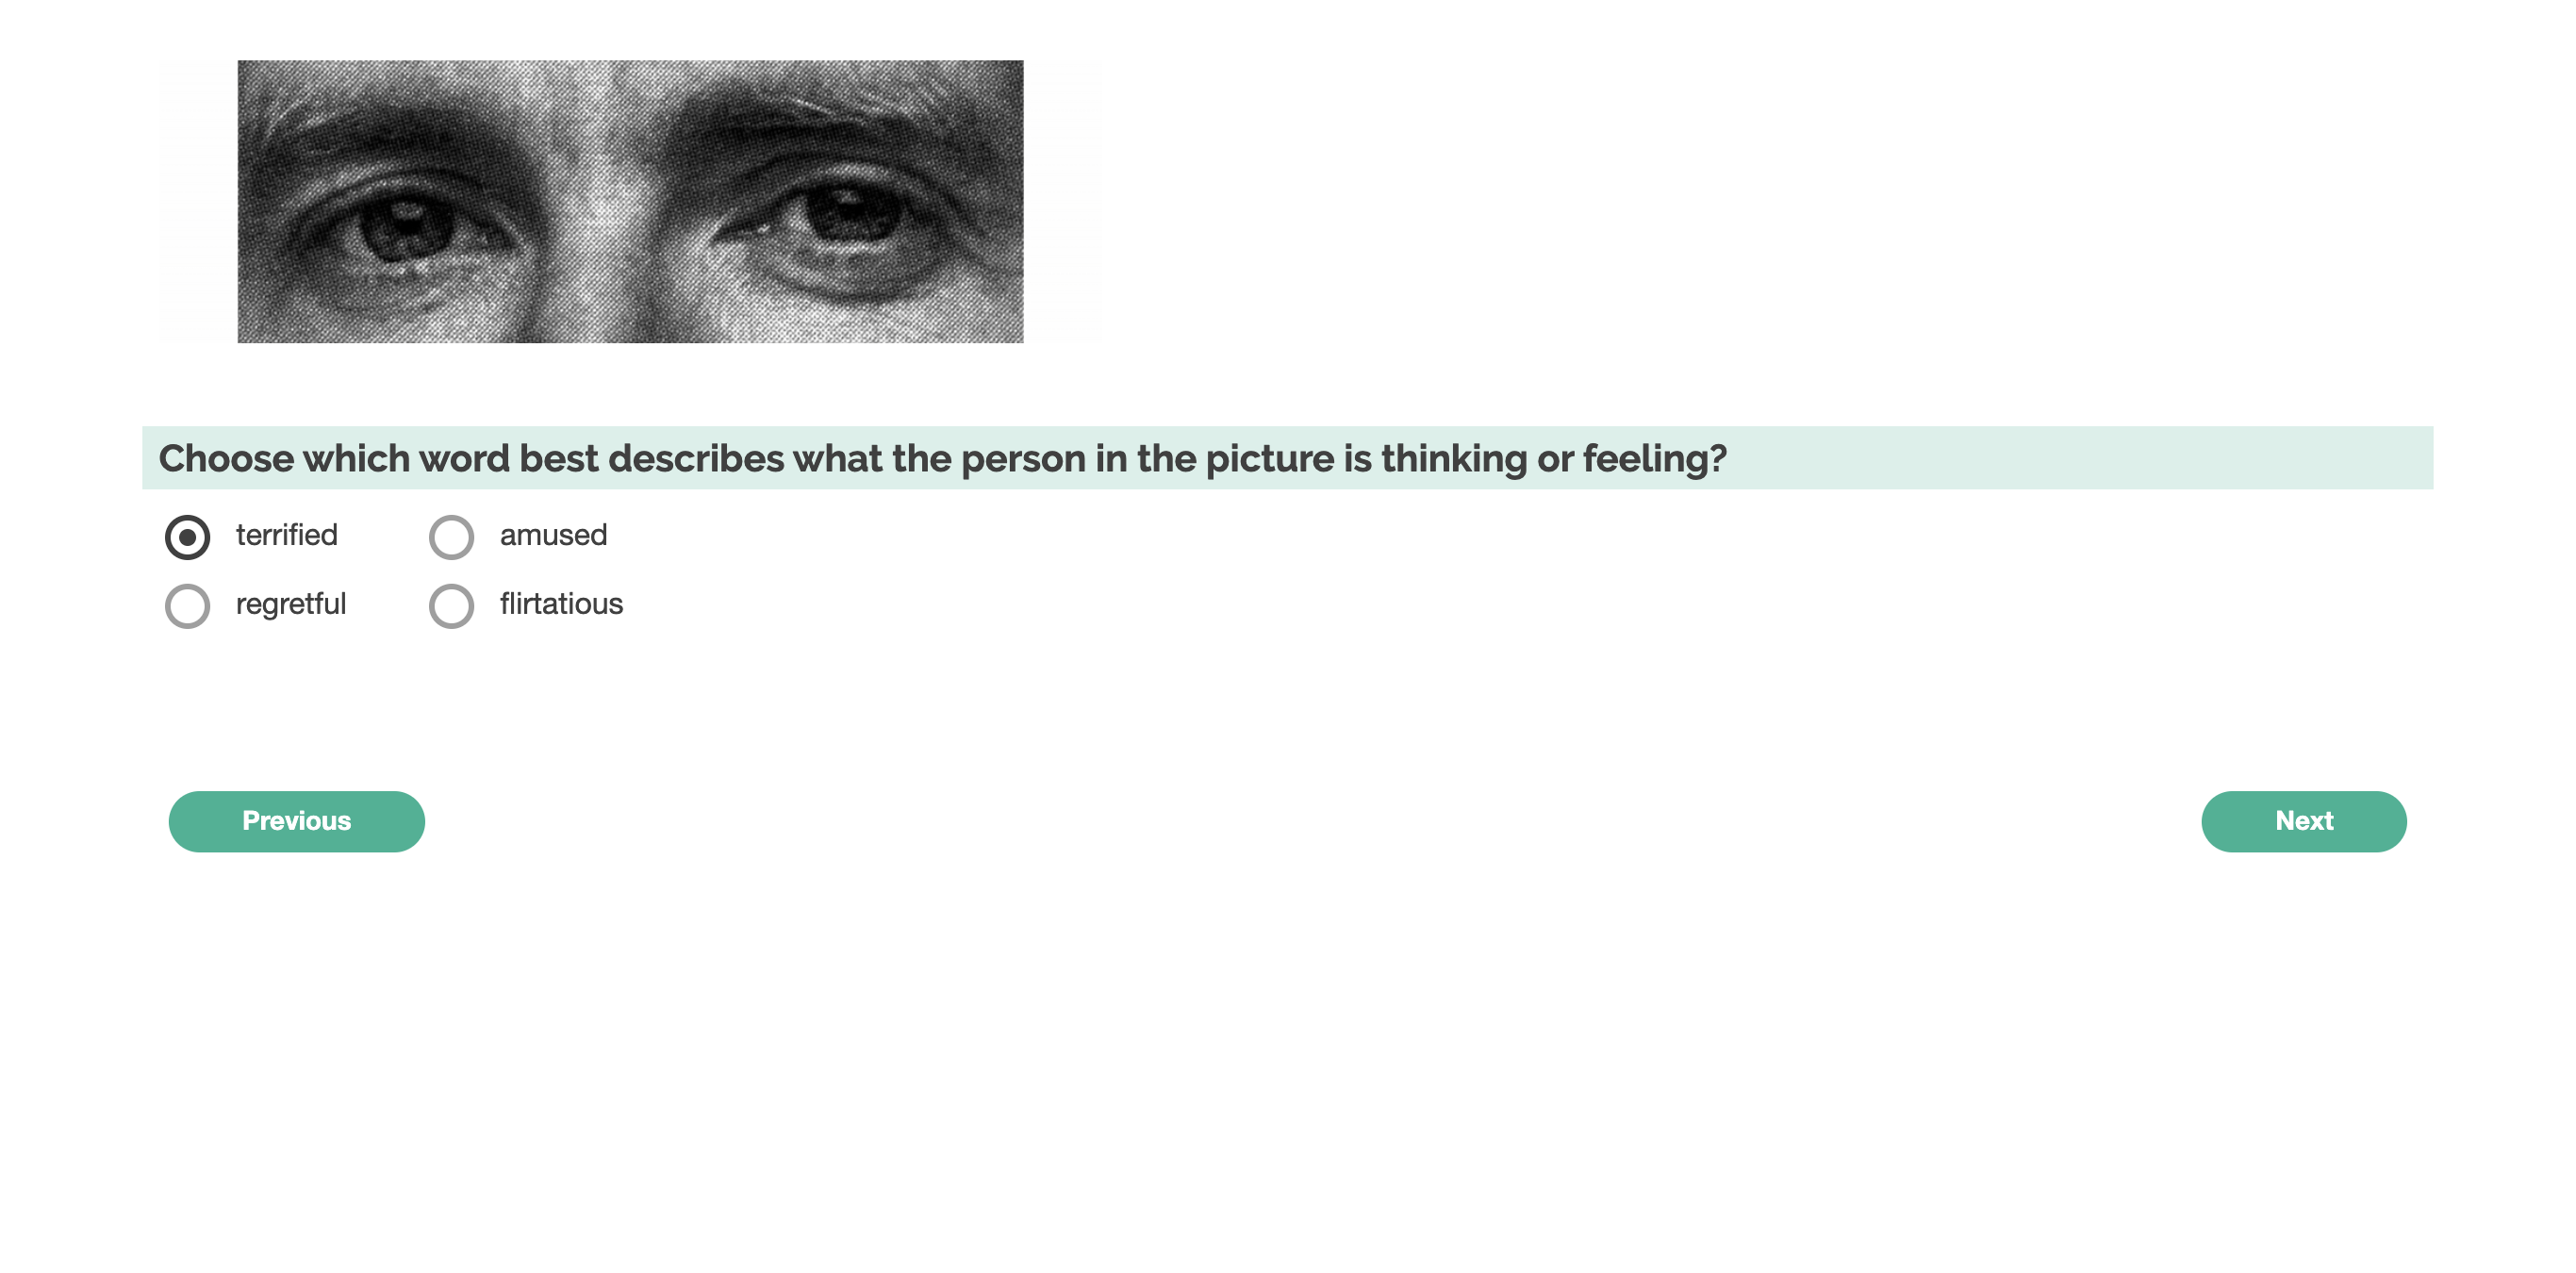 Choose which word best describes what the person in the picture is thinking or feeling?
terrified amused
regretful flirtatious
Previous Next